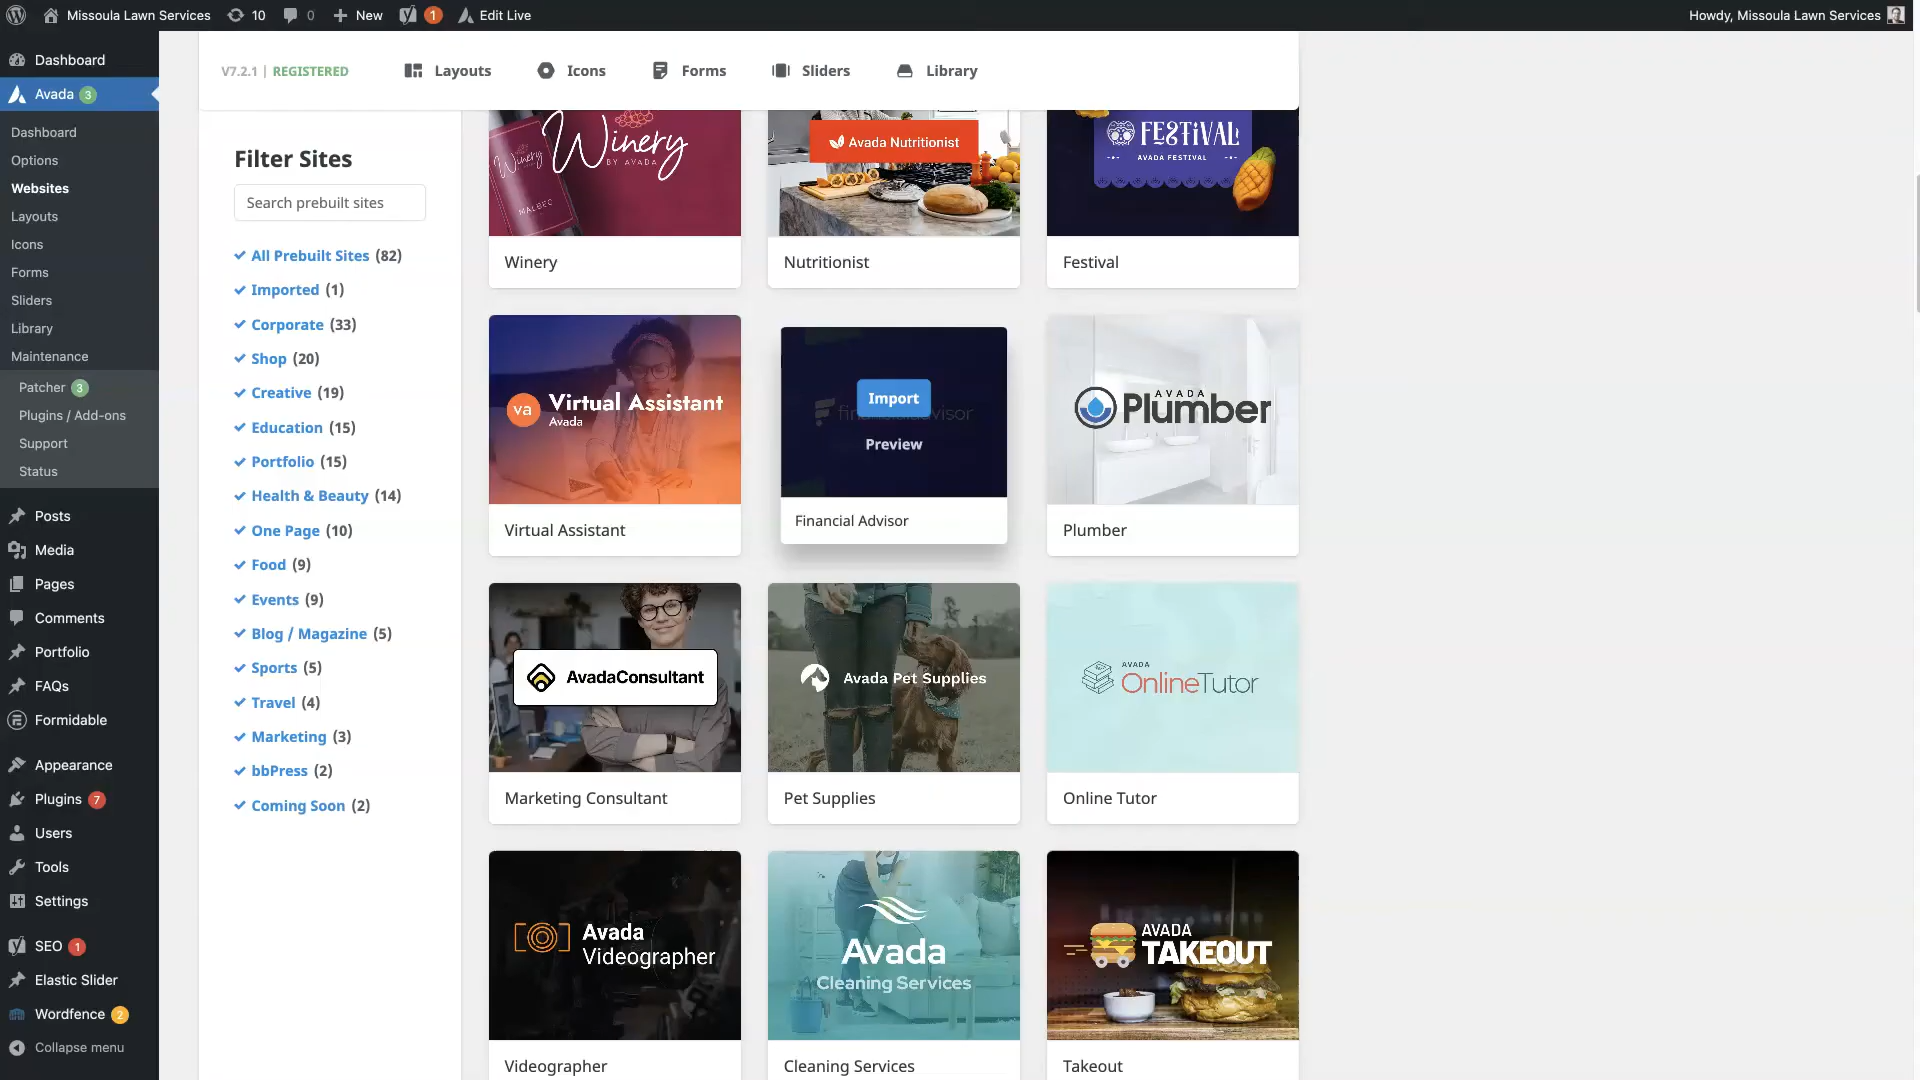 Missoula Lawn Services
10
0
New
1
Edit Live
Howdy, Missoula Lawn Services
Dashboard
Avada 3
Dashboard
Options
Websites
Layouts
Icons
Forms
Sliders
Library
Maintenance
Patcher 3
Plugins / Add-ons
Support
Status
Posts
Media
Pages
Comments
Portfolio
FAQs
Formidable
Appearance
Plugins 7
Users
Tools
Settings
SEO 1
Elastic Slider
Wordfence 2
Collapse menu
V7.2.1 | REGISTERED
Layouts
Icons
Forms
Sliders
Library
Filter Sites
Search prebuilt sites
All Prebuilt Sites (82)
Imported (1)
Corporate (33)
Shop (20)
Creative (19)
Education (15)
Portfolio (15)
Health & Beauty (14)
One Page (10)
Food (9)
Events (9)
Blog / Magazine (5)
Sports (5)
Travel (4)
Marketing (3)
bbPress (2)
Coming Soon (2)
Winery
MALBEC
Winery
BY AVADA
Winery
Avada Nutritionist
Nutritionist
FESTIVAL
AVADA FESTIVAL
Festival
va
Virtual Assistant
Avada
Virtual Assistant
Import
financialadvisor
Preview
Financial Advisor
AVADA
Plumber
Plumber
AvadaConsultant
Marketing Consultant
Avada Pet Supplies
Pet Supplies
AVADA
OnlineTutor
Online Tutor
Avada
Videographer
Videographer
Avada
Cleaning Services
Cleaning Services
AVADA
TAKEOUT
Takeout